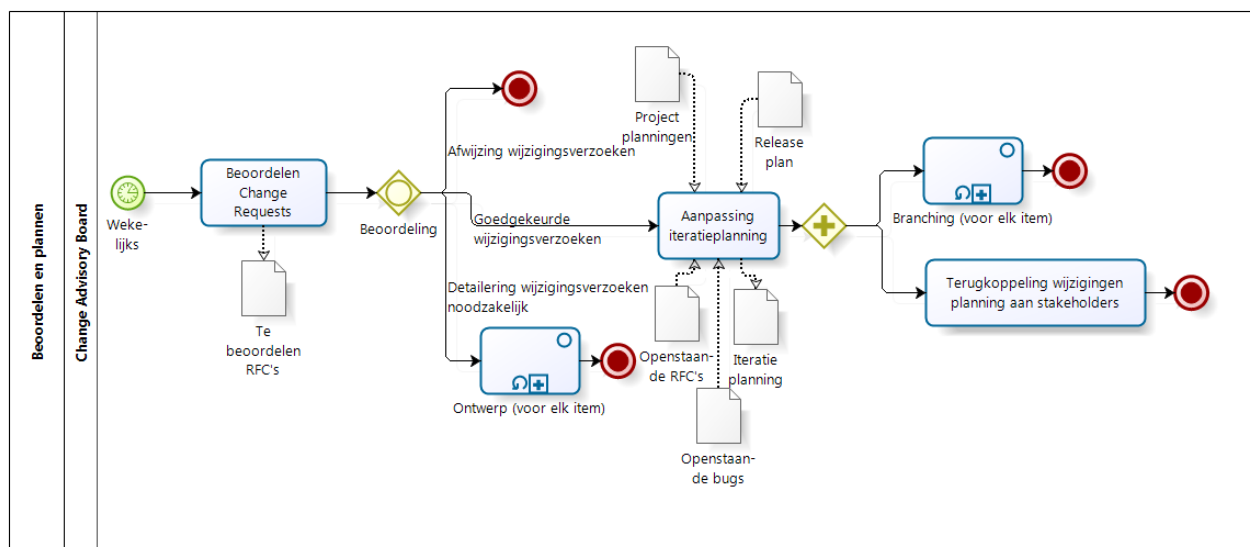 Beoordelen en plannen
Change Advisory Board
Weke-
lijks
Beoordelen
Change
Requests
Te
beoordelen
RFC's
Beoordeling
Afwijzing wijzigingsverzoeken
Goedgekeurde
wijzigingsverzoeken
Detailering wijzigingsverzoeken
noodzakelijk
Ontwerp (voor elk item)
Project
planningen
Release
plan
Aanpassing
iteratieplanning
Openstaan-
de RFC's
Iteratie
planning
Openstaan-
de bugs
Branching (voor elk item)
Terugkoppeling wijzigingen
planning aan stakeholders